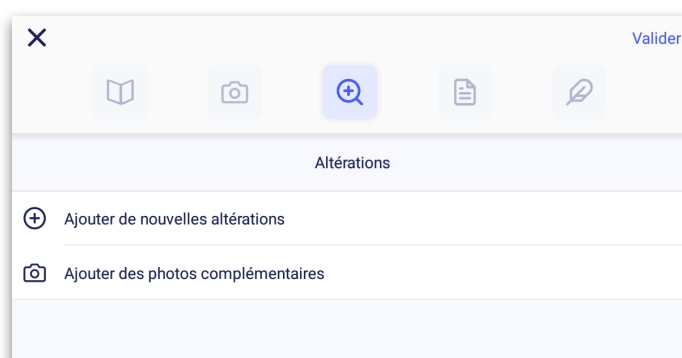 Valider
Altérations
Ajouter de nouvelles altérations
Ajouter des photos complémentaires